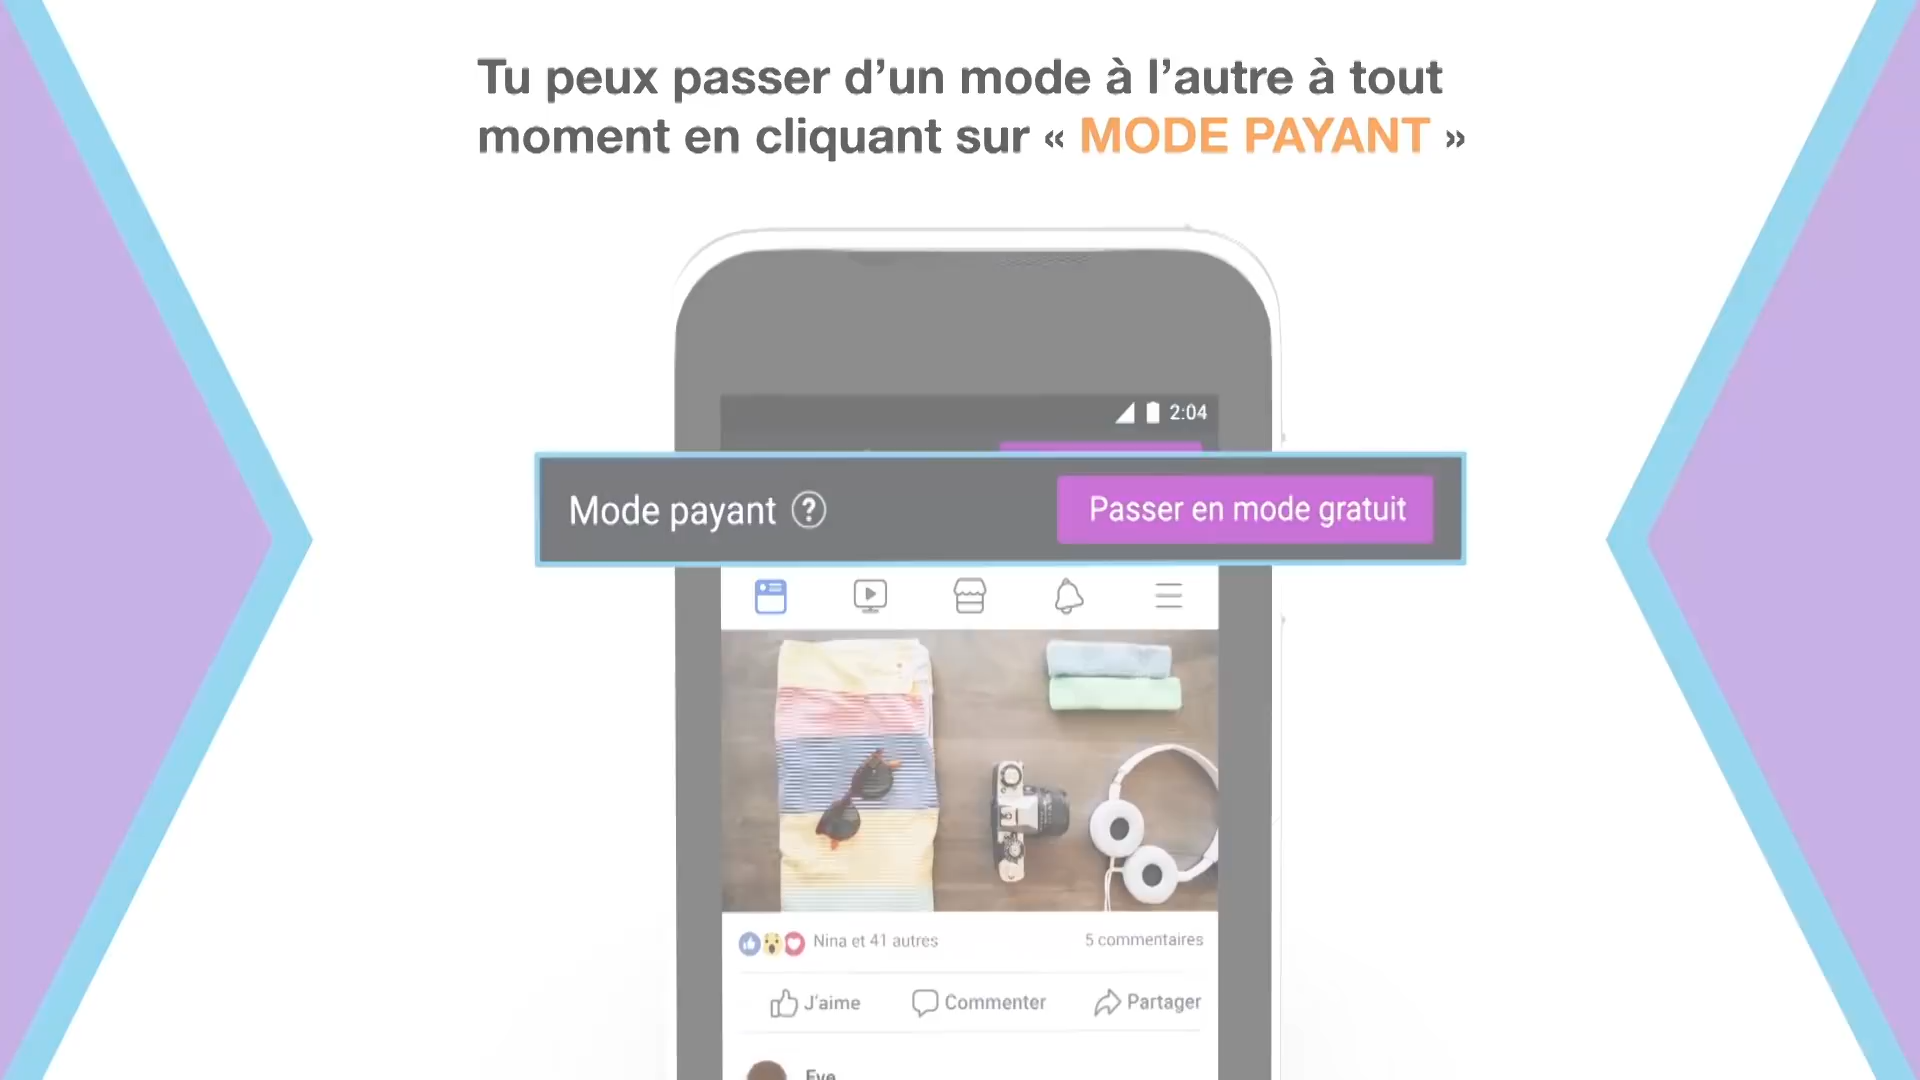 Tu peux passer d’un mode à l’autre à tout
moment en cliquant sur « MODE PAYANT »
2:04
Mode payant ? Passer en mode gratuit
Nina et 41 autres 5 commentaires
J'aime Commenter Partager
Eve